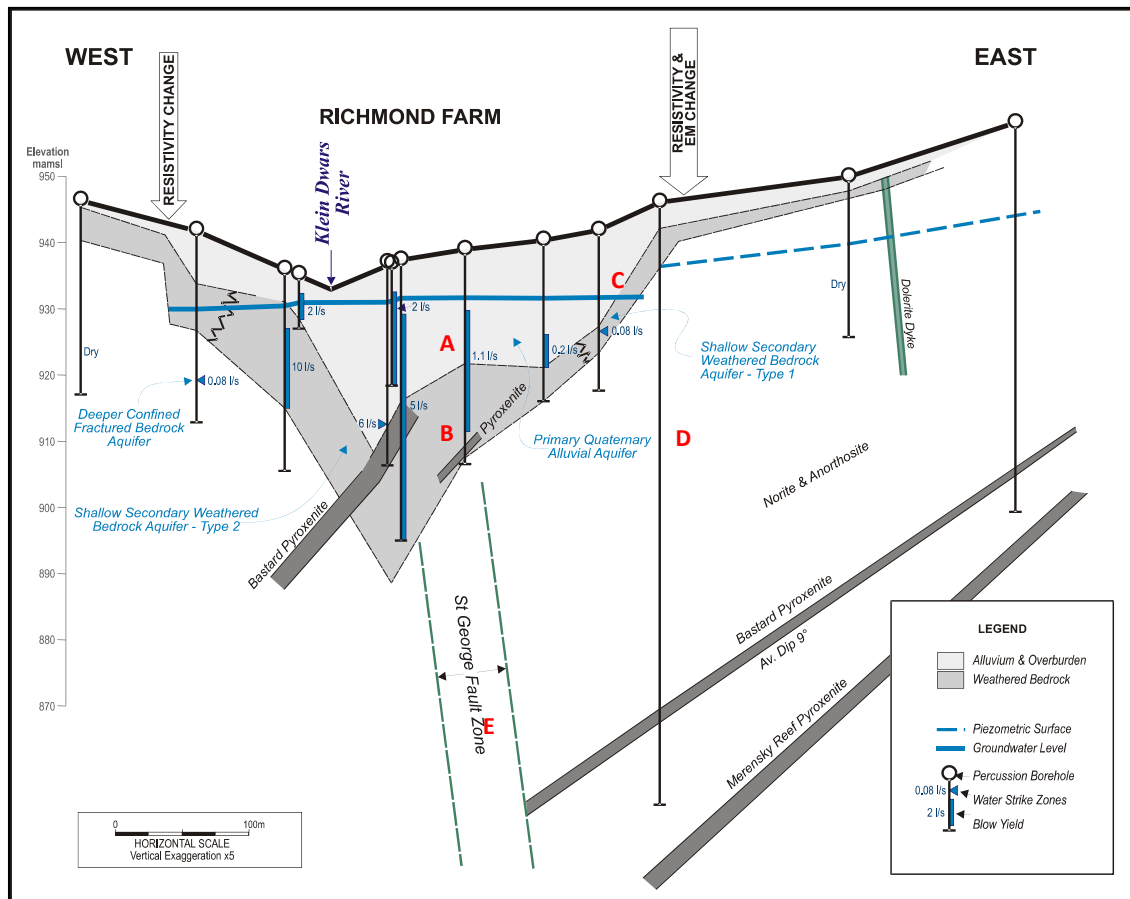 WEST
EAST
RESISTIVITY CHANGE
RESISTIVITY &
EM CHANGE
RICHMOND FARM
Klein Dwars
River
Elevation
mamsl
950
940
930
920
910
900
890
880
870
Dry
0.08 l/s
10 l/s
2 l/s
2 l/s
6 l/s
5 l/s
1.1 l/s
0.2 l/s
0.08 l/s
Dry
A
B
C
D
E
Dolerite Dyke
Shallow Secondary
Weathered Bedrock
Aquifer - Type 1
Deeper Confined
Fractured Bedrock
Aquifer
Pyroxenite
Primary Quaternary
Alluvial Aquifer
Norite & Anorthosite
Shallow Secondary Weathered
Bedrock Aquifer - Type 2
Bastard Pyroxenite
St George Fault Zone
Bastard Pyroxenite
Av. Dip 9°
Merensky Reef Pyroxenite
LEGEND
Alluvium & Overburden
Weathered Bedrock
Piezometric Surface
Groundwater Level
Percussion Borehole
0.08 l/s
Water Strike Zones
2 l/s
Blow Yield
0
100m
HORIZONTAL SCALE
Vertical Exaggeration x5